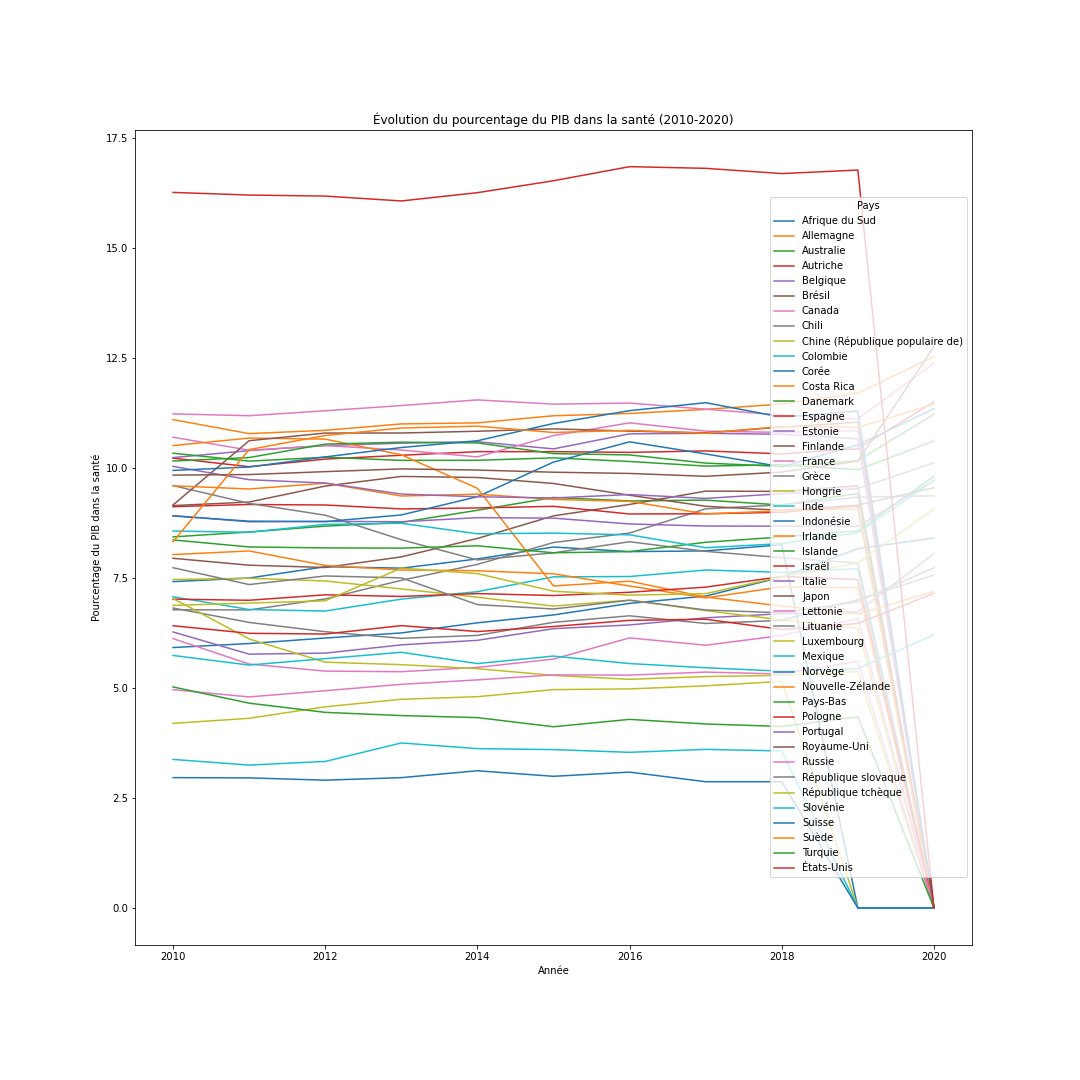 Évolution du pourcentage du PIB dans la santé (2010-2020)
17.5
15.0
12.5
10.0
7.5
5.0
2.5
0.0
Pourcentage du PIB dans la santé
2010
2012
2014
2016
2018
2020
Année
Pays
Afrique du Sud
Allemagne
Australie
Autriche
Belgique
Brésil
Canada
Chili
Chine (République populaire de)
Colombie
Corée
Costa Rica
Danemark
Espagne
Estonie
Finlande
France
Grèce
Hongrie
Inde
Indonésie
Irlande
Islande
Israël
Italie
Japon
Lettonie
Lituanie
Luxembourg
Mexique
Norvège
Nouvelle-Zélande
Pays-Bas
Pologne
Portugal
Royaume-Uni
Russie
République slovaque
République tchèque
Slovénie
Suisse
Suède
Turquie
États-Unis